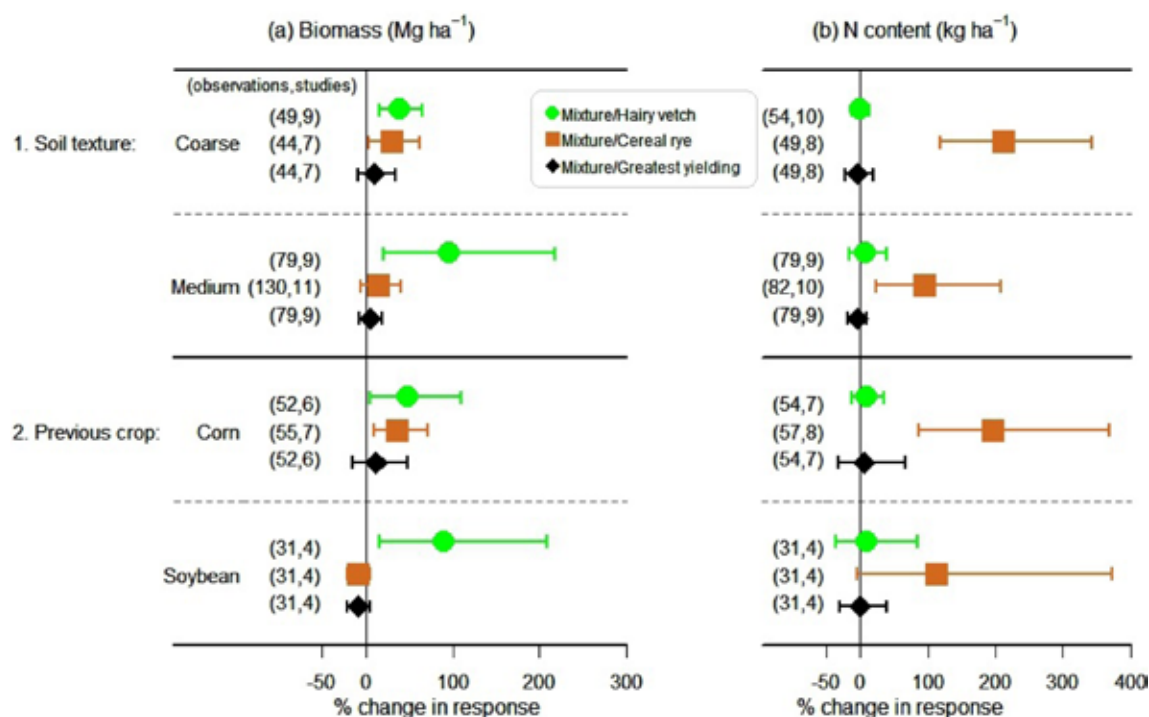 (a) Biomass (Mg ha⁻¹)
(b) N content (kg ha⁻¹)
(observations,studies)
Mixture/Hairy vetch
Mixture/Cereal rye
Mixture/Greatest yielding
1. Soil texture: Coarse
(49,9)
(44,7)
(44,7)
(54,10)
(49,8)
(49,8)
Medium
(79,9)
(130,11)
(79,9)
(79,9)
(82,10)
(79,9)
2. Previous crop: Corn
(52,6)
(55,7)
(52,6)
(54,7)
(57,8)
(54,7)
Soybean
(31,4)
(31,4)
(31,4)
(31,4)
(31,4)
(31,4)
-50 0 100 200 300
% change in response
0 100 200 300 400
% change in response